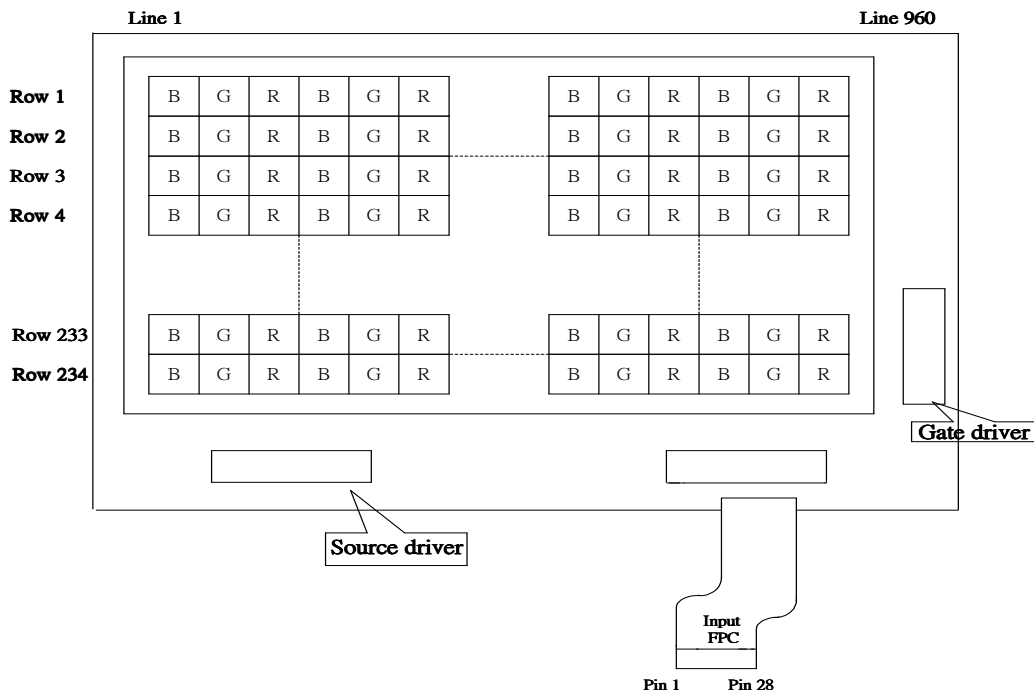 Line 1 Line 960
Row 1 B G R B G R B G R B G R
Row 2 B G R B G R B G R B G R
Row 3 B G R B G R B G R B G R
Row 4 B G R B G R B G R B G R
Row 233 B G R B G R B G R B G R
Row 234 B G R B G R B G R B G R
Gate driver
Source driver
Input
FPC
Pin 1 Pin 28